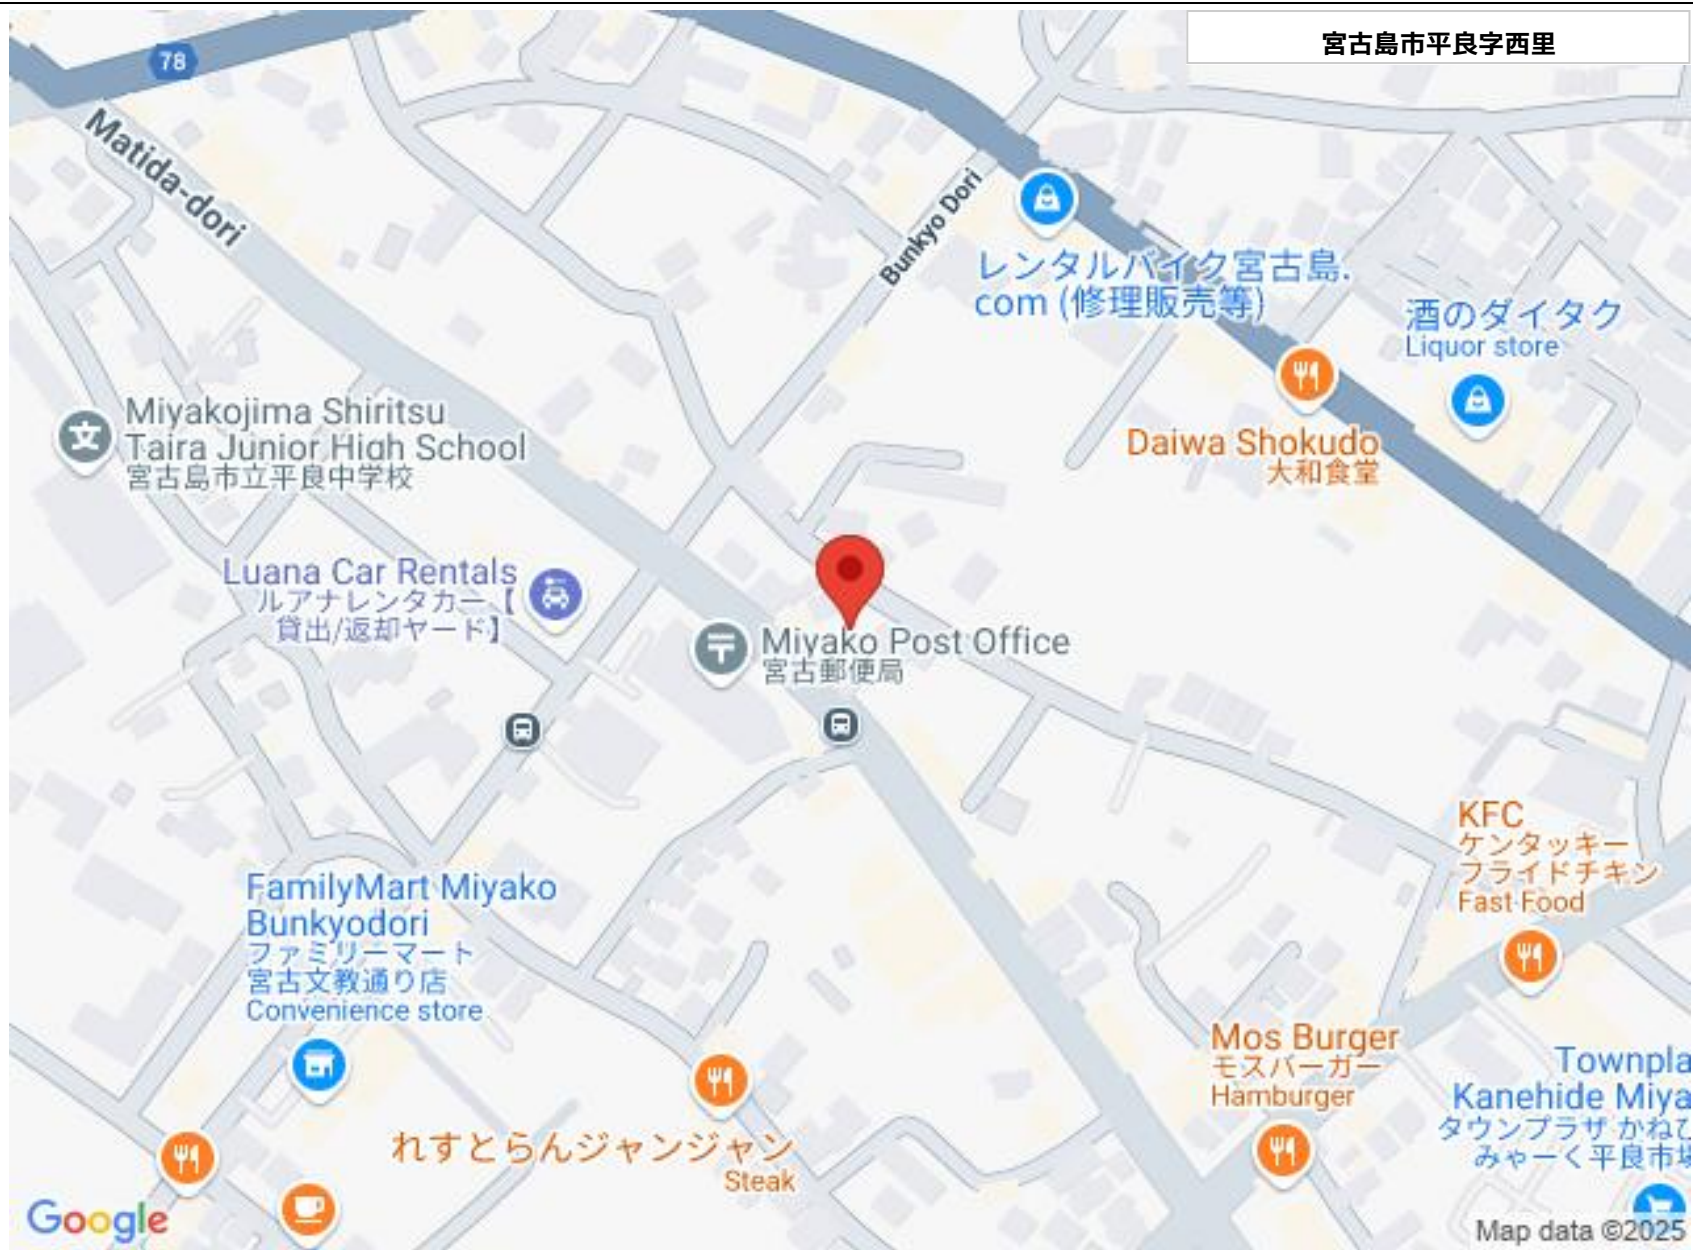 宮古島市平良字西里
78
Matida-dori
Bunkyo Dori
レンタルバイク宮古島.
com (修理販売等)
酒のダイタク
Liquor store
Daiwa Shokudo
大和食堂
Miyakojima Shiritsu
Taira Junior High School
宮古島市立平良中学校
文
Luana Car Rentals
ルアナレンタカー【
貸出/返却ヤード】
Miyako Post Office
宮古郵便局
KFC
ケンタッキー
フライドチキン
Fast Food
FamilyMart Miyako
Bunkyodori
ファミリーマート
宮古文教通り店
Convenience store
Mos Burger
モスバーガー
Hamburger
Townpla
Kanehide Miya
タウンプラザ かねひ
みゃーく平良市場
れすとらんジャンジャン
Steak
Google
Map data ©2025